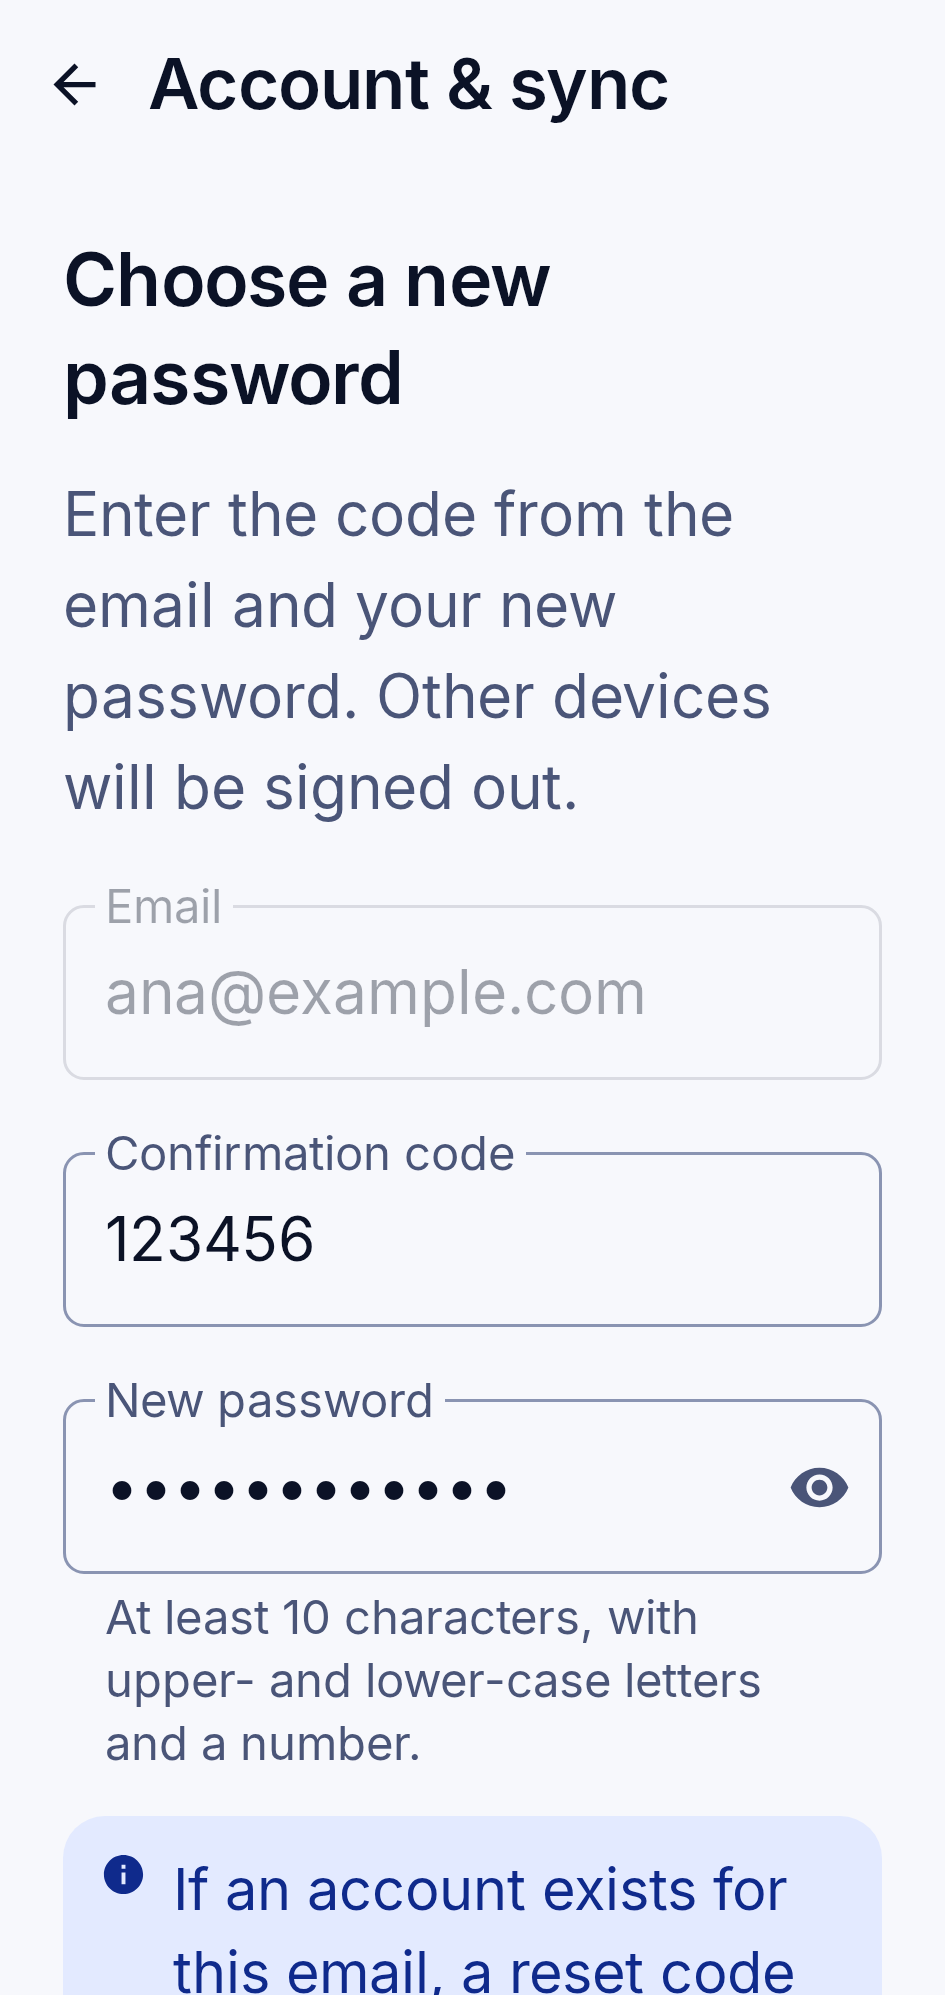 Account & sync
Choose a new
password
Enter the code from the
email and your new
password. Other devices
will be signed out.
Email
ana@example.com
Confirmation code
123456
New password
••••••••••••
At least 10 characters, with
upper- and lower-case letters
and a number.
If an account exists for
this email, a reset code